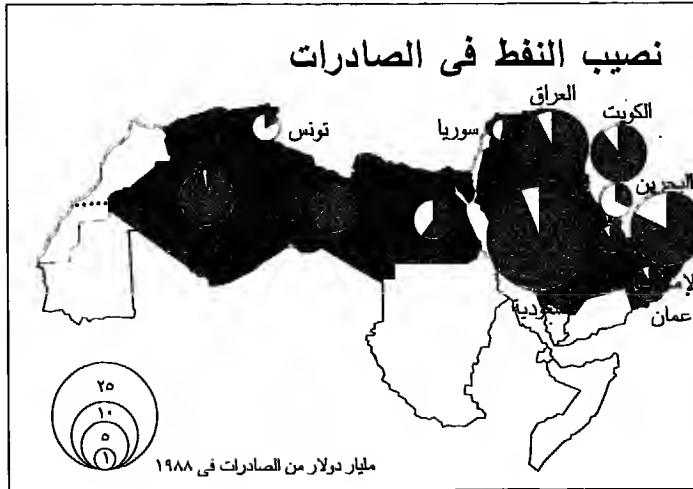 نصيب النفط فى الصادرات
العراق
الكويت
سوريا
تونس
البحرين
عمان
٢٥
١٠
٥
١
مليار دولار من الصادرات فى ١٩٨٨